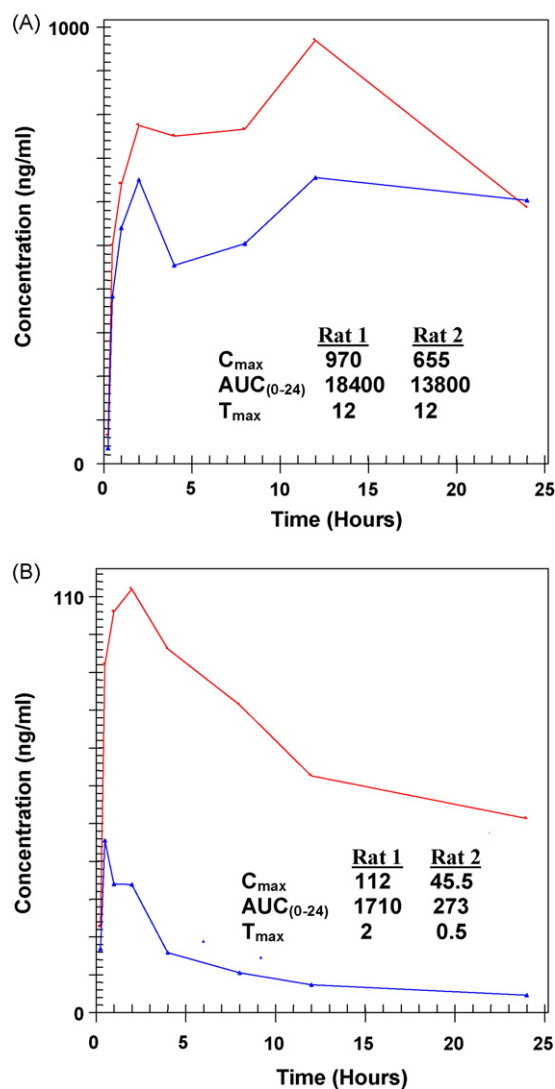 (A)
1000
Concentration (ng/ml)
Rat 1 Rat 2
Cmax 970 655
AUC(0-24) 18400 13800
Tmax 12 12
0
0 5 10 15 20 25
Time (Hours)
(B)
110
Concentration (ng/ml)
Rat 1 Rat 2
Cmax 112 45.5
AUC(0-24) 1710 273
Tmax 2 0.5
0
0 5 10 15 20 25
Time (Hours)